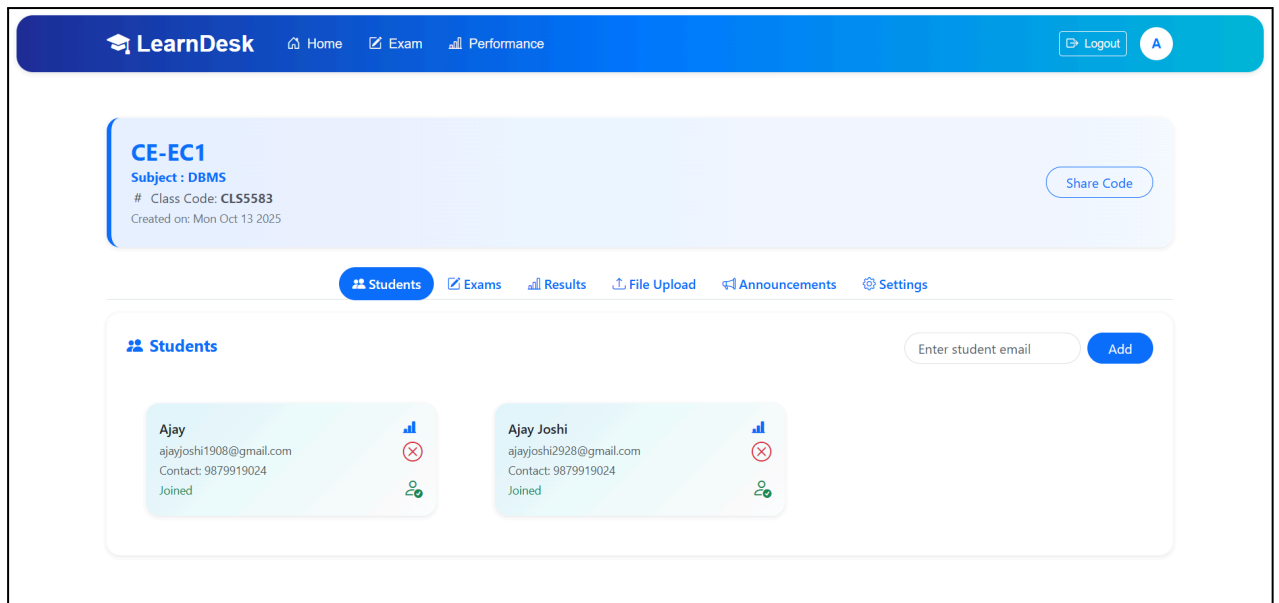 LearnDesk Home Exam Performance Logout A
CE-EC1
Subject : DBMS
# Class Code: CLS5583
Created on: Mon Oct 13 2025
Share Code
Students Exams Results File Upload Announcements Settings
Students
Enter student email Add
Ajay
ajayjoshi1908@gmail.com
Contact: 9879919024
Joined
Ajay Joshi
ajayjoshi2928@gmail.com
Contact: 9879919024
Joined